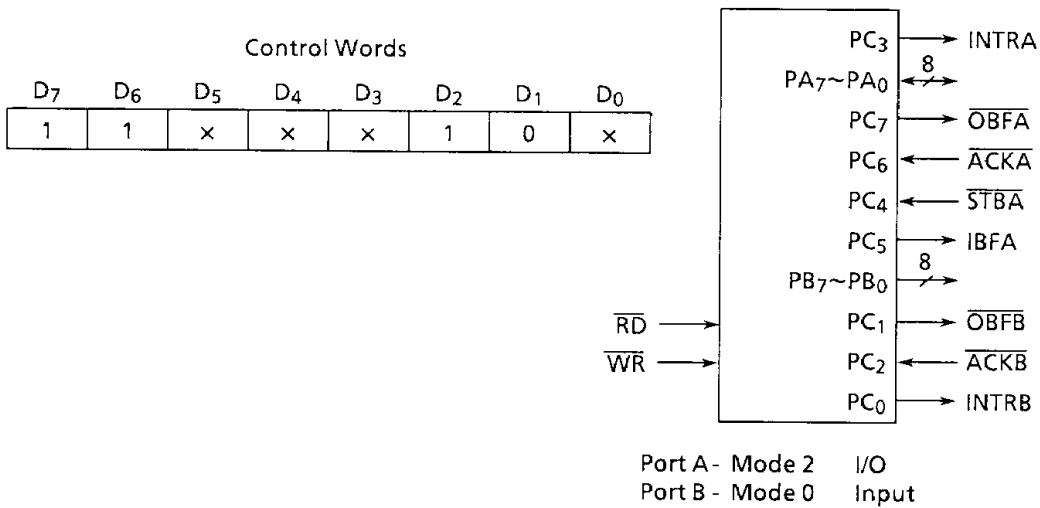 Control Words
D7 D6 D5 D4 D3 D2 D1 D0
1 1 × × × 1 0 ×
PC3 INTRA
PA7~PA0 8
PC7 OBFA
PC6 ACKA
PC4 STBA
PC5 IBFA
PB7~PB0 8
RD PC1 OBFB
WR PC2 ACKB
PC0 INTRB
Port A - Mode 2 I/O
Port B - Mode 0 Input